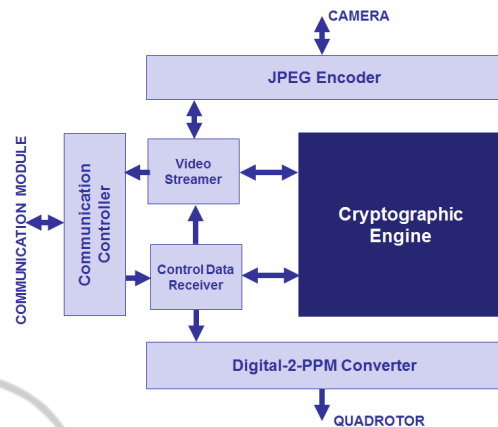 CAMERA
JPEG Encoder
COMMUNICATION MODULE
Communication
Controller
Video
Streamer
Cryptographic
Engine
Control Data
Receiver
Digital-2-PPM Converter
QUADROTOR